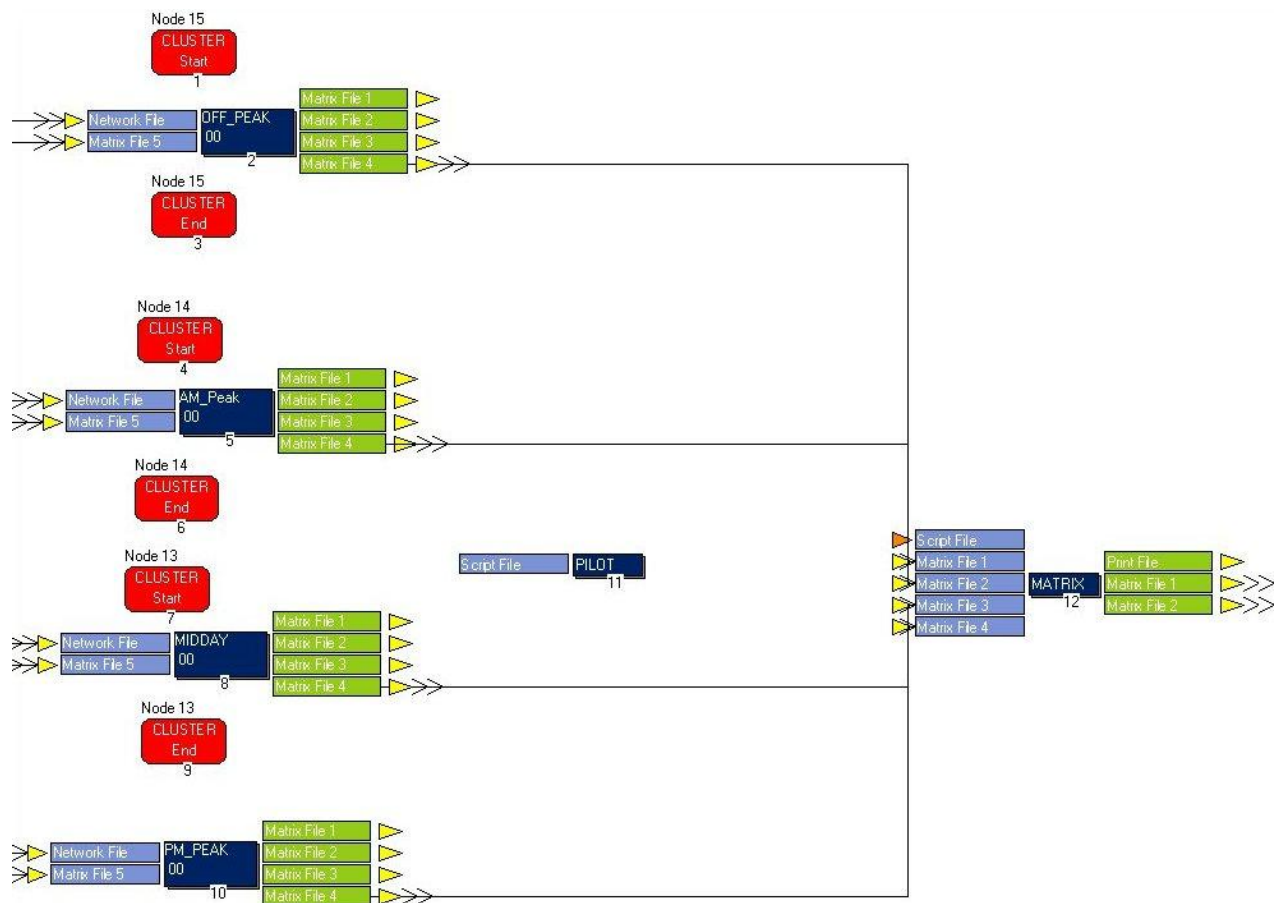 Node 15
CLUSTER
Start
1
Network File
Matrix File 5
OFF_PEAK
00
2
Matrix File 1
Matrix File 2
Matrix File 3
Matrix File 4
Node 15
CLUSTER
End
3
Node 14
CLUSTER
Start
4
Network File
Matrix File 5
AM_Peak
00
5
Matrix File 1
Matrix File 2
Matrix File 3
Matrix File 4
Node 14
CLUSTER
End
6
Node 13
CLUSTER
Start
7
Network File
Matrix File 5
MIDDAY
00
8
Matrix File 1
Matrix File 2
Matrix File 3
Matrix File 4
Node 13
CLUSTER
End
9
Network File
Matrix File 5
PM_PEAK
00
10
Matrix File 1
Matrix File 2
Matrix File 3
Matrix File 4
Script File
PILOT
11
Script File
Matrix File 1
Matrix File 2
Matrix File 3
Matrix File 4
MATRIX
12
Print File
Matrix File 1
Matrix File 2